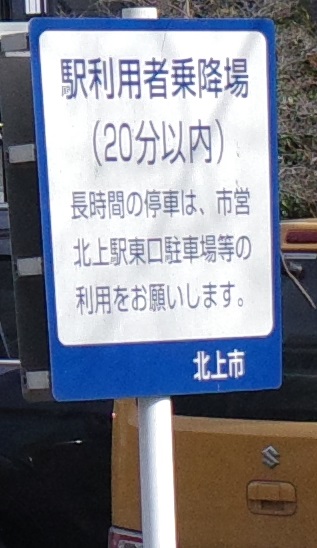 駅利用者乗降場
（20分以内）
長時間の停車は、市営
北上駅東口駐車場等の
利用をお願いします。
北上市